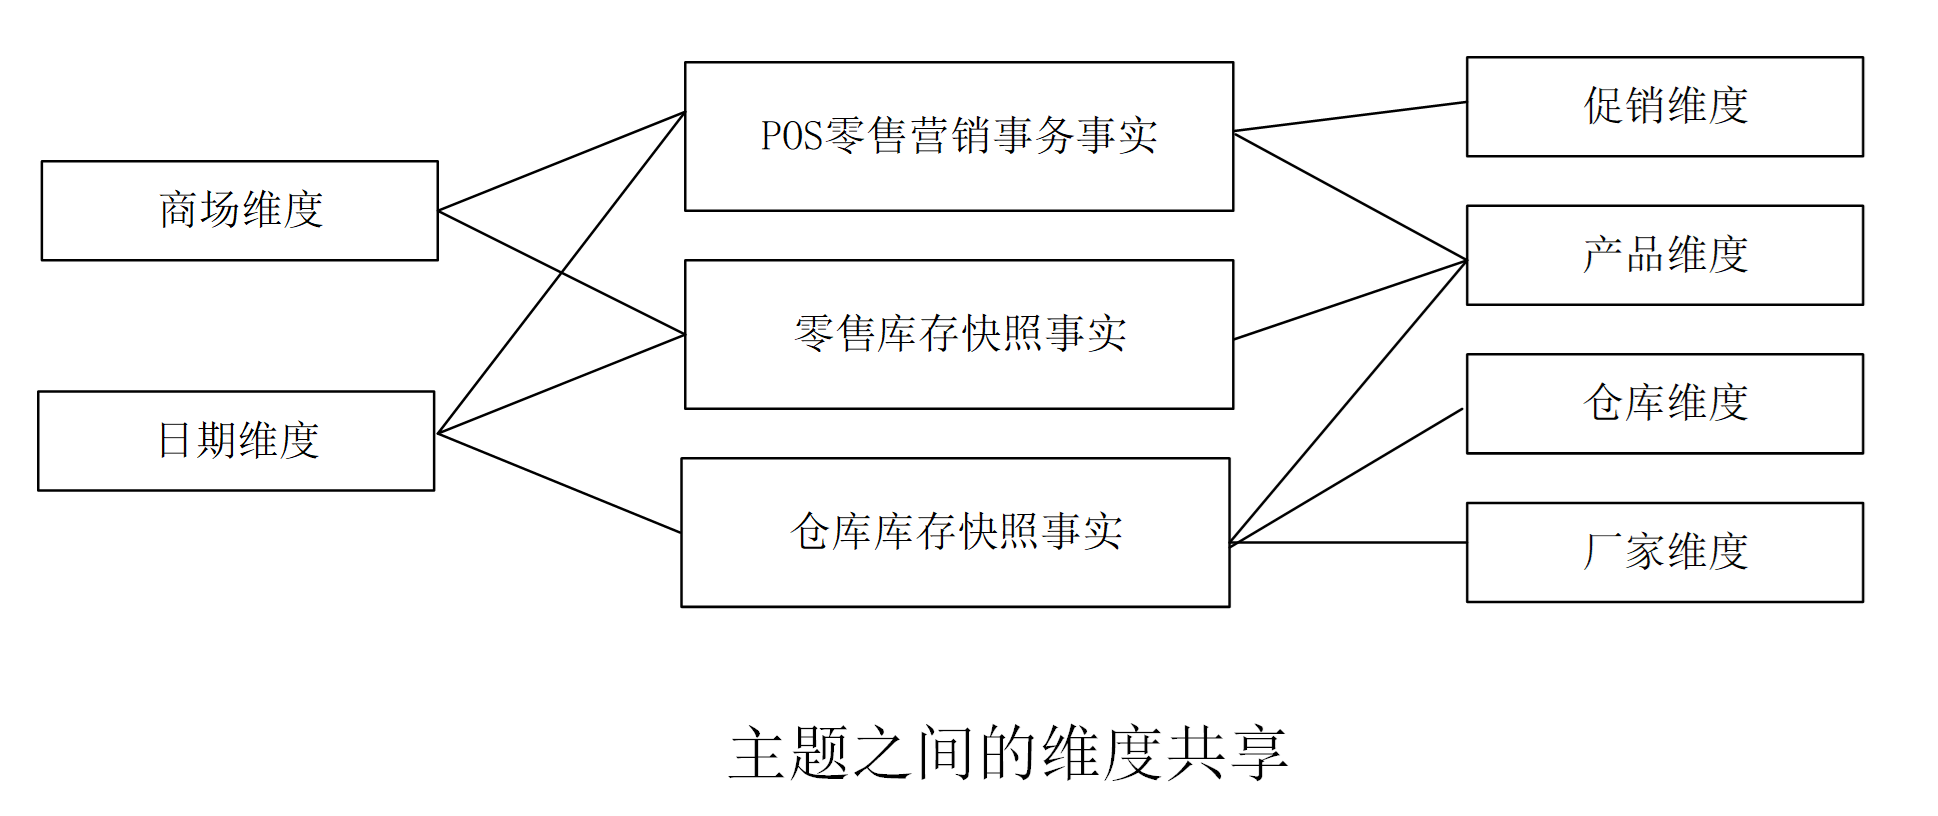 商场维度
日期维度
POS零售营销事务事实
零售库存快照事实
仓库库存快照事实
促销维度
产品维度
仓库维度
厂家维度
主题之间的维度共享